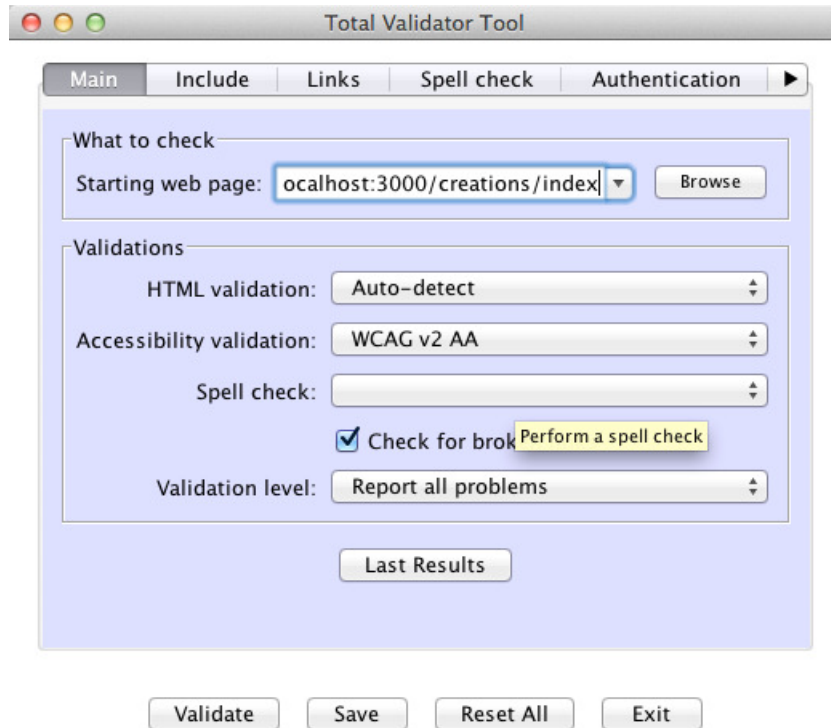 Total Validator Tool
Main Include Links Spell check Authentication
What to check
Starting web page: ocalhost:3000/creations/index Browse
Validations
HTML validation: Auto-detect
Accessibility validation: WCAG v2 AA
Spell check:
Check for brok Perform a spell check
Validation level: Report all problems
Last Results
Validate Save Reset All Exit